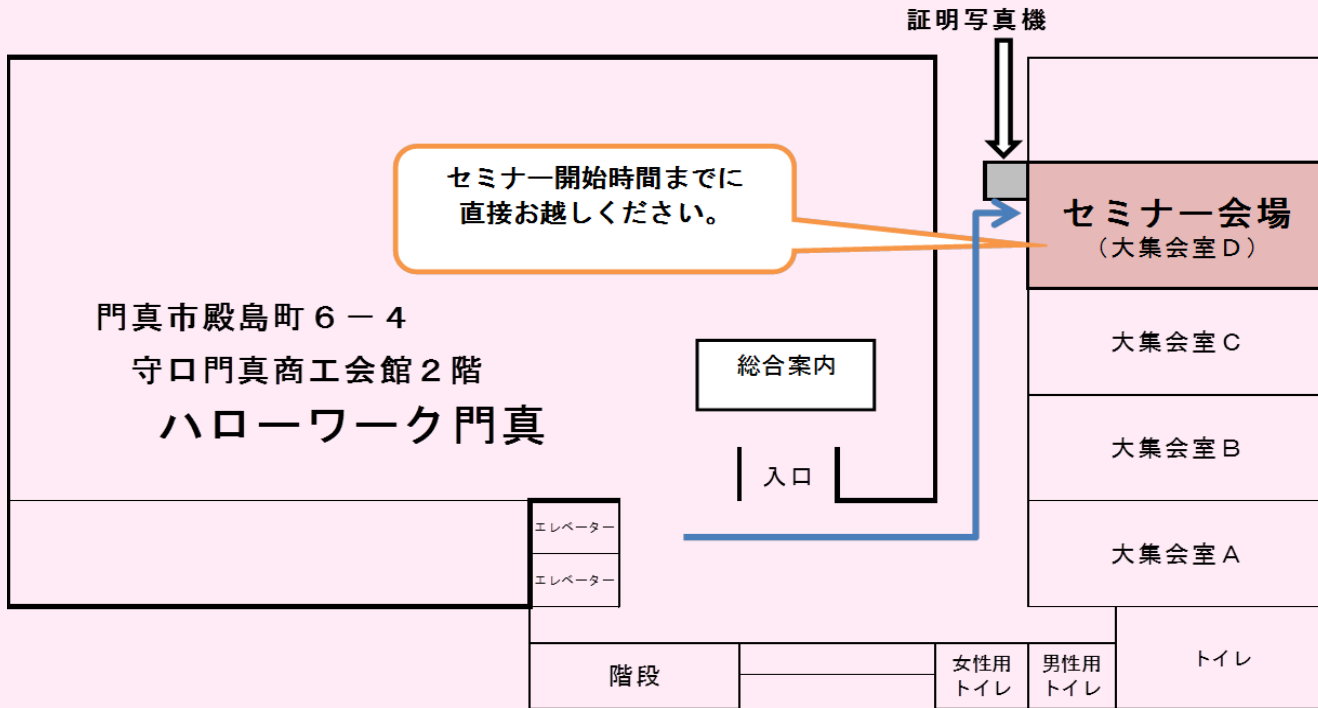 証明写真機
セミナー開始時間までに
直接お越しください。
セミナー会場
（大集会室Ｄ）
門真市殿島町６－４
守口門真商工会館２階
ハローワーク門真
総合案内
大集会室Ｃ
入口
大集会室Ｂ
エレベーター
エレベーター
大集会室Ａ
階段
女性用
トイレ
男性用
トイレ
トイレ